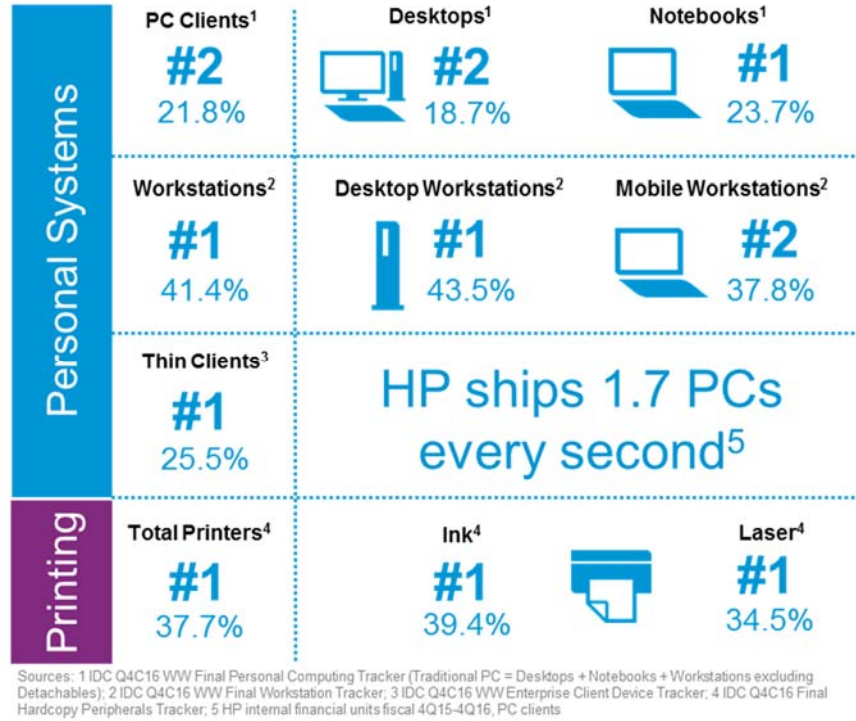 Personal Systems
PC Clients1
#2
21.8%
Desktops1
#2
18.7%
Notebooks1
#1
23.7%
Workstations2
#1
41.4%
Desktop Workstations2
#1
43.5%
Mobile Workstations2
#2
37.8%
Thin Clients3
#1
25.5%
HP ships 1.7 PCs
every second5
Printing
Total Printers4
#1
37.7%
Ink4
#1
39.4%
Laser4
#1
34.5%
Sources: 1 IDC Q4C16 WW Final Personal Computing Tracker (Traditional PC = Desktops + Notebooks + Workstations excluding
Detachables); 2 IDC Q4C16 WW Final Workstation Tracker; 3 IDC Q4C16 WW Enterprise Client Device Tracker; 4 IDC Q4C16 Final
Hardcopy Peripherals Tracker; 5 HP internal financial units fiscal 4Q15-4Q16, PC clients